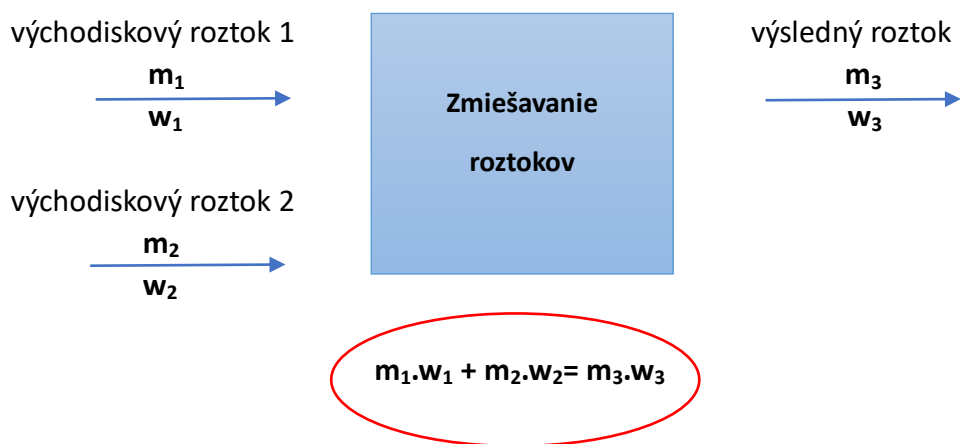 východiskový roztok 1
m₁
w₁
východiskový roztok 2
m₂
w₂
Zmiešavanie
roztokov
výsledný roztok
m₃
w₃
m₁.w₁ + m₂.w₂= m₃.w₃